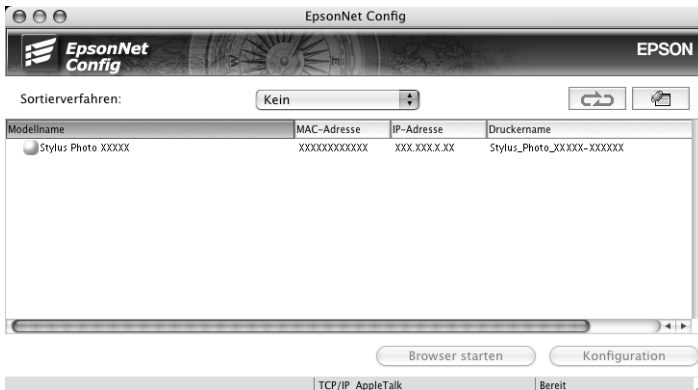 EpsonNet Config
EpsonNet
Config
EPSON
Sortierverfahren: Kein
Modellname MAC-Adresse IP-Adresse Druckername
Stylus Photo XXXXX XXXXXXXXXXXX XXX.XXX.X.XX Stylus_Photo_XXXXX-XXXXXX
Browser starten Konfiguration
TCP/IP AppleTalk Bereit